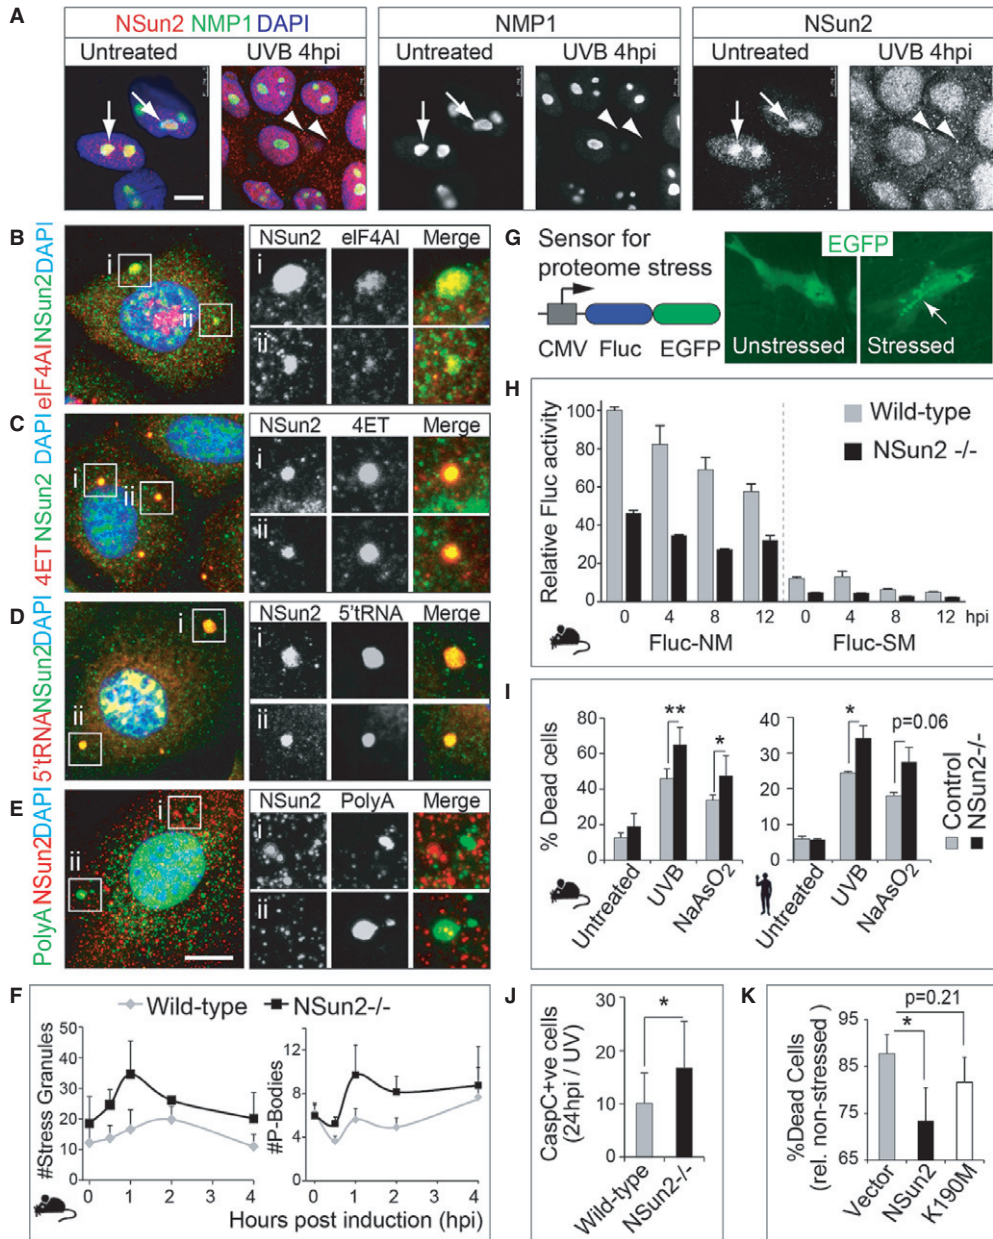 A
NSun2 NMP1 DAPI
Untreated UVB 4hpi
NMP1
Untreated UVB 4hpi
NSun2
Untreated UVB 4hpi
B
eIF4AI NSun2 DAPI
i
ii
NSun2 eIF4AI Merge
i
ii
C
4ET NSun2 DAPI
i
ii
NSun2 4ET Merge
i
ii
D
5'tRNA NSun2 DAPI
i
ii
NSun2 5'tRNA Merge
i
ii
E
PolyA NSun2 DAPI
i
ii
NSun2 PolyA Merge
i
ii
F
Wild-type NSun2-/-
#Stress Granules
50
40
30
20
10
0
0 1 2 3 4
#P-Bodies
12
8
4
0
0 1 2 3 4
Hours post induction (hpi)
G
Sensor for
proteome stress
CMV Fluc EGFP
EGFP
Unstressed Stressed
H
Relative Fluc activity
100
80
60
40
20
0
Wild-type
NSun2 -/-
0 4 8 12 0 4 8 12 hpi
Fluc-NM Fluc-SM
I
% Dead cells
80
60
40
20
0
** *
Untreated UVB NaAsO2
40
30
20
10
0
* p=0.06
Untreated UVB NaAsO2
Control
NSun2-/-
J
CaspC+ve cells
(24hpi / UV)
30
20
10
0
*
Wild-type NSun2-/-
K
%Dead Cells
(rel. non-stressed)
95
85
75
65
p=0.21
*
Vector NSun2 K190M